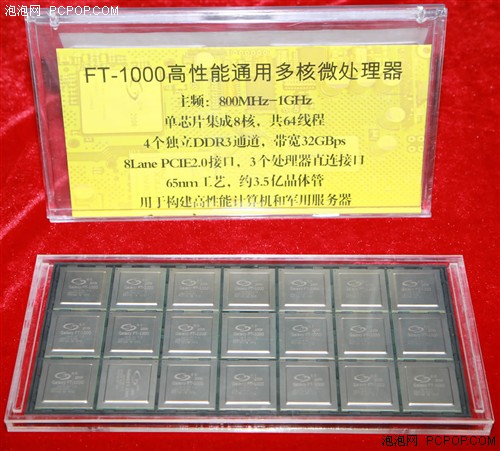 泡泡网 PCPOP.COM
FT-1000高性能通用多核微处理器
主频：800MHz-1GHz
单芯片集成8核，共64线程
4个独立DDR3通道，带宽32GBps
8Lane PCIE2.0接口，3个处理器直连接口
65nm工艺，约3.5亿晶体管
用于构建高性能计算机和军用服务器
泡泡网 PCPOP.COM